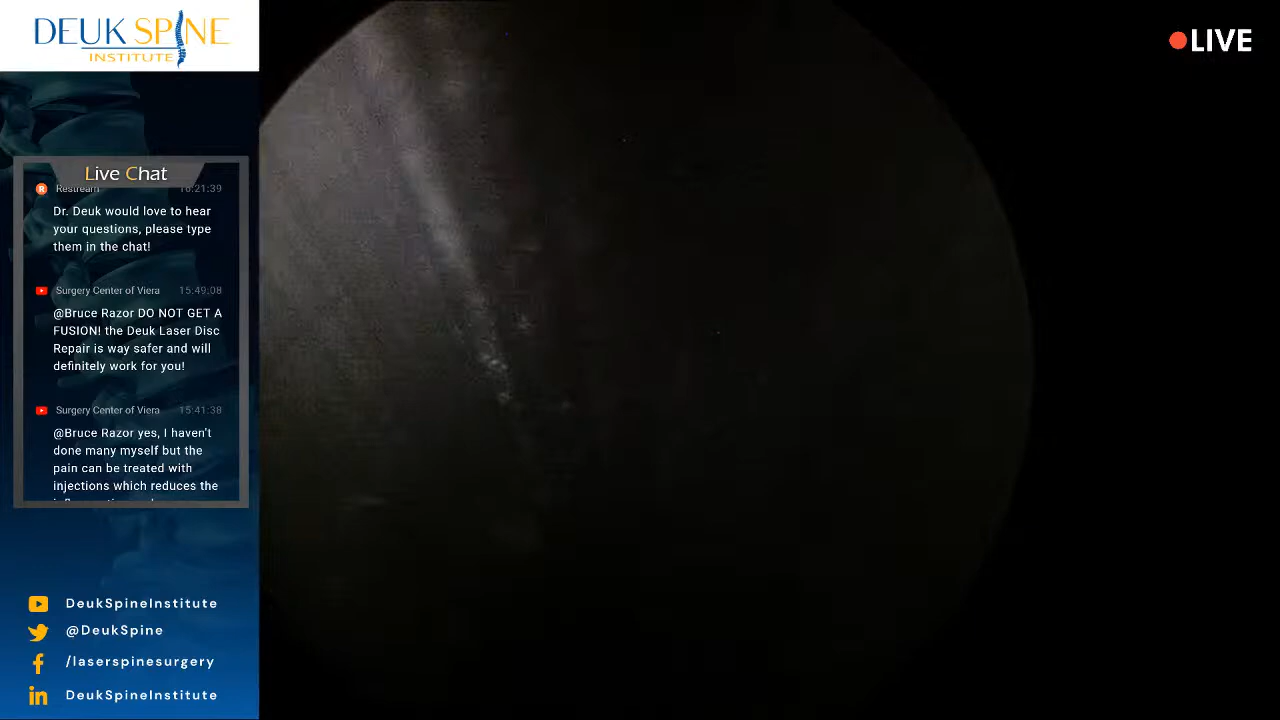 DEUK SPINE
INSTITUTE
LIVE
Live Chat
Restream 16:21:39
Dr. Deuk would love to hear
your questions, please type
them in the chat!
Surgery Center of Viera 15:49:08
@Bruce Razor DO NOT GET A
FUSION! the Deuk Laser Disc
Repair is way safer and will
definitely work for you!
Surgery Center of Viera 15:41:38
@Bruce Razor yes, I haven't
done many myself but the
pain can be treated with
injections which reduces the
DeukSpineInstitute
@DeukSpine
/laserspinesurgery
DeukSpineInstitute